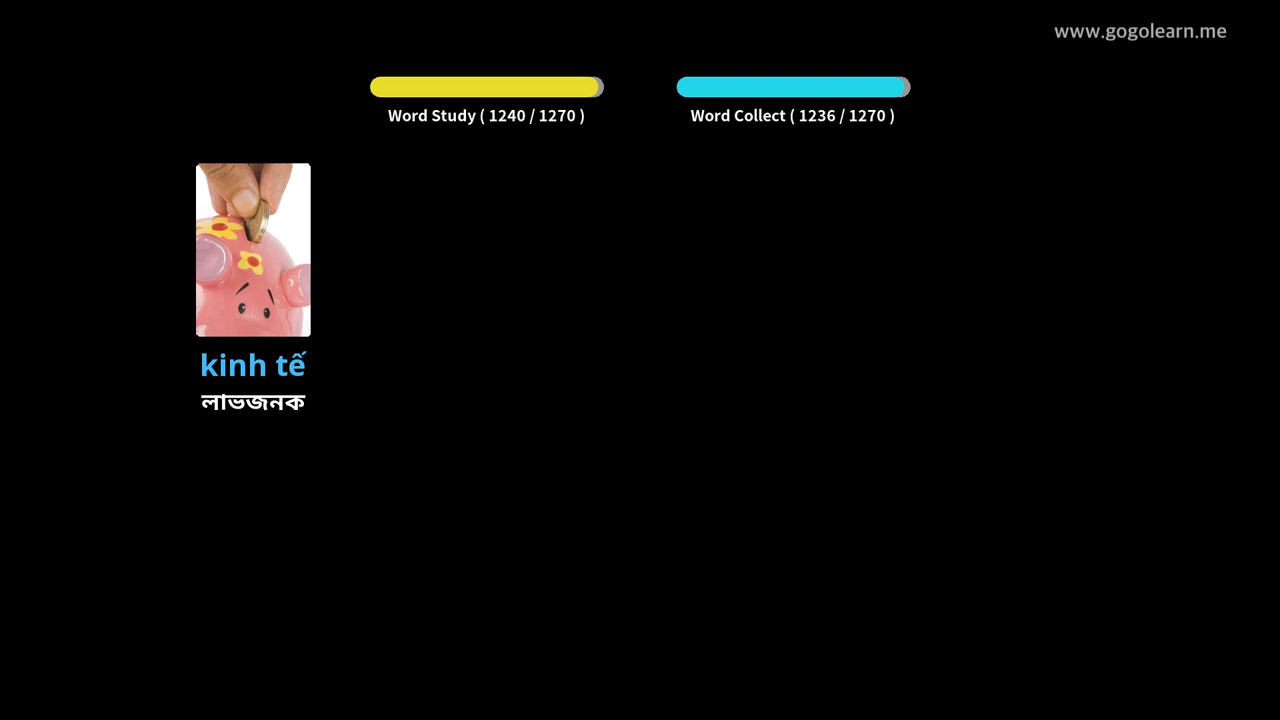 www.gogolearn.me
Word Study ( 1240 / 1270 )
Word Collect ( 1236 / 1270 )
kinh tế
লাভজনক